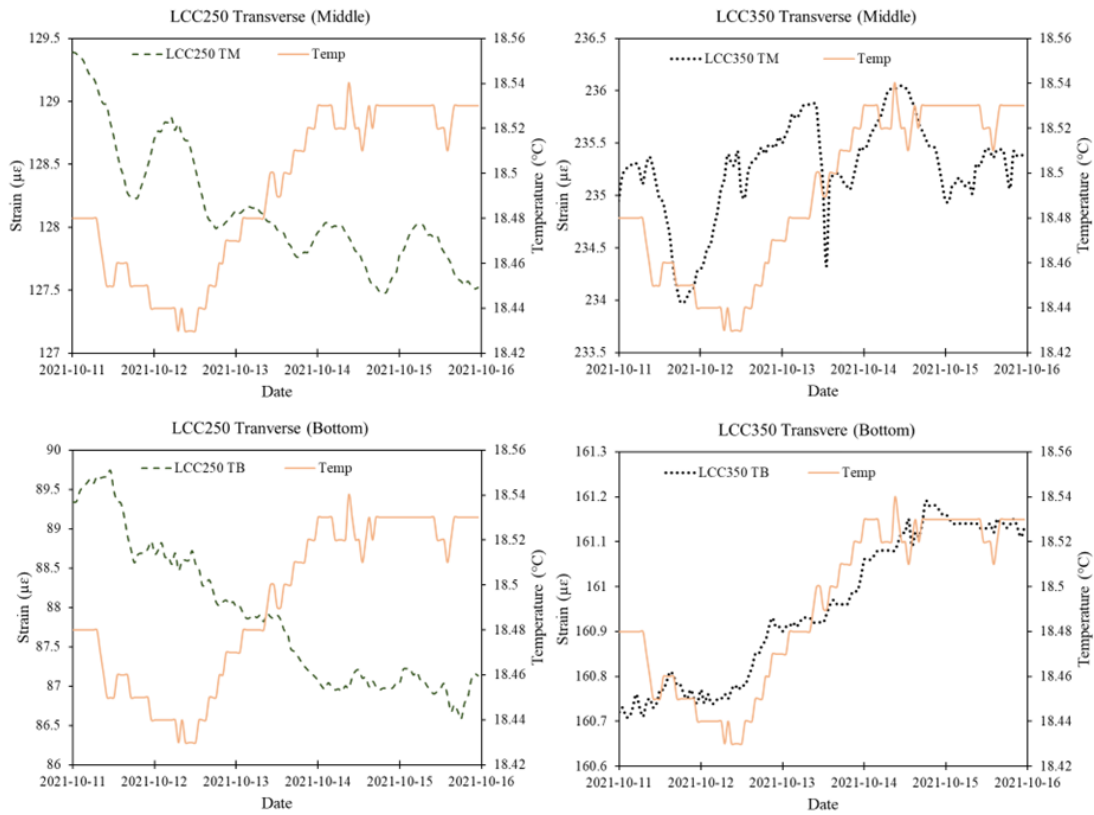 LCC250 Transverse (Middle)
LCC250 TM
Temp
129.5
129
128.5
128
127.5
127
Strain (με)
18.56
18.54
18.52
18.5
18.48
18.46
18.44
18.42
Temperature (°C)
2021-10-11 2021-10-12 2021-10-13 2021-10-14 2021-10-15 2021-10-16
Date
LCC350 Transverse (Middle)
LCC350 TM
Temp
236.5
236
235.5
235
234.5
234
233.5
Strain (με)
18.56
18.54
18.52
18.5
18.48
18.46
18.44
18.42
Temperature (°C)
2021-10-11 2021-10-12 2021-10-13 2021-10-14 2021-10-15 2021-10-16
Date
LCC250 Tranverse (Bottom)
LCC250 TB
Temp
90
89.5
89
88.5
88
87.5
87
86.5
86
Strain (με)
18.56
18.54
18.52
18.5
18.48
18.46
18.44
18.42
Temperature (°C)
2021-10-11 2021-10-12 2021-10-13 2021-10-14 2021-10-15 2021-10-16
Date
LCC350 Transvere (Bottom)
LCC350 TB
Temp
161.3
161.2
161.1
161
160.9
160.8
160.7
160.6
Strain (με)
18.56
18.54
18.52
18.5
18.48
18.46
18.44
18.42
Temperature (°C)
2021-10-11 2021-10-12 2021-10-13 2021-10-14 2021-10-15 2021-10-16
Date